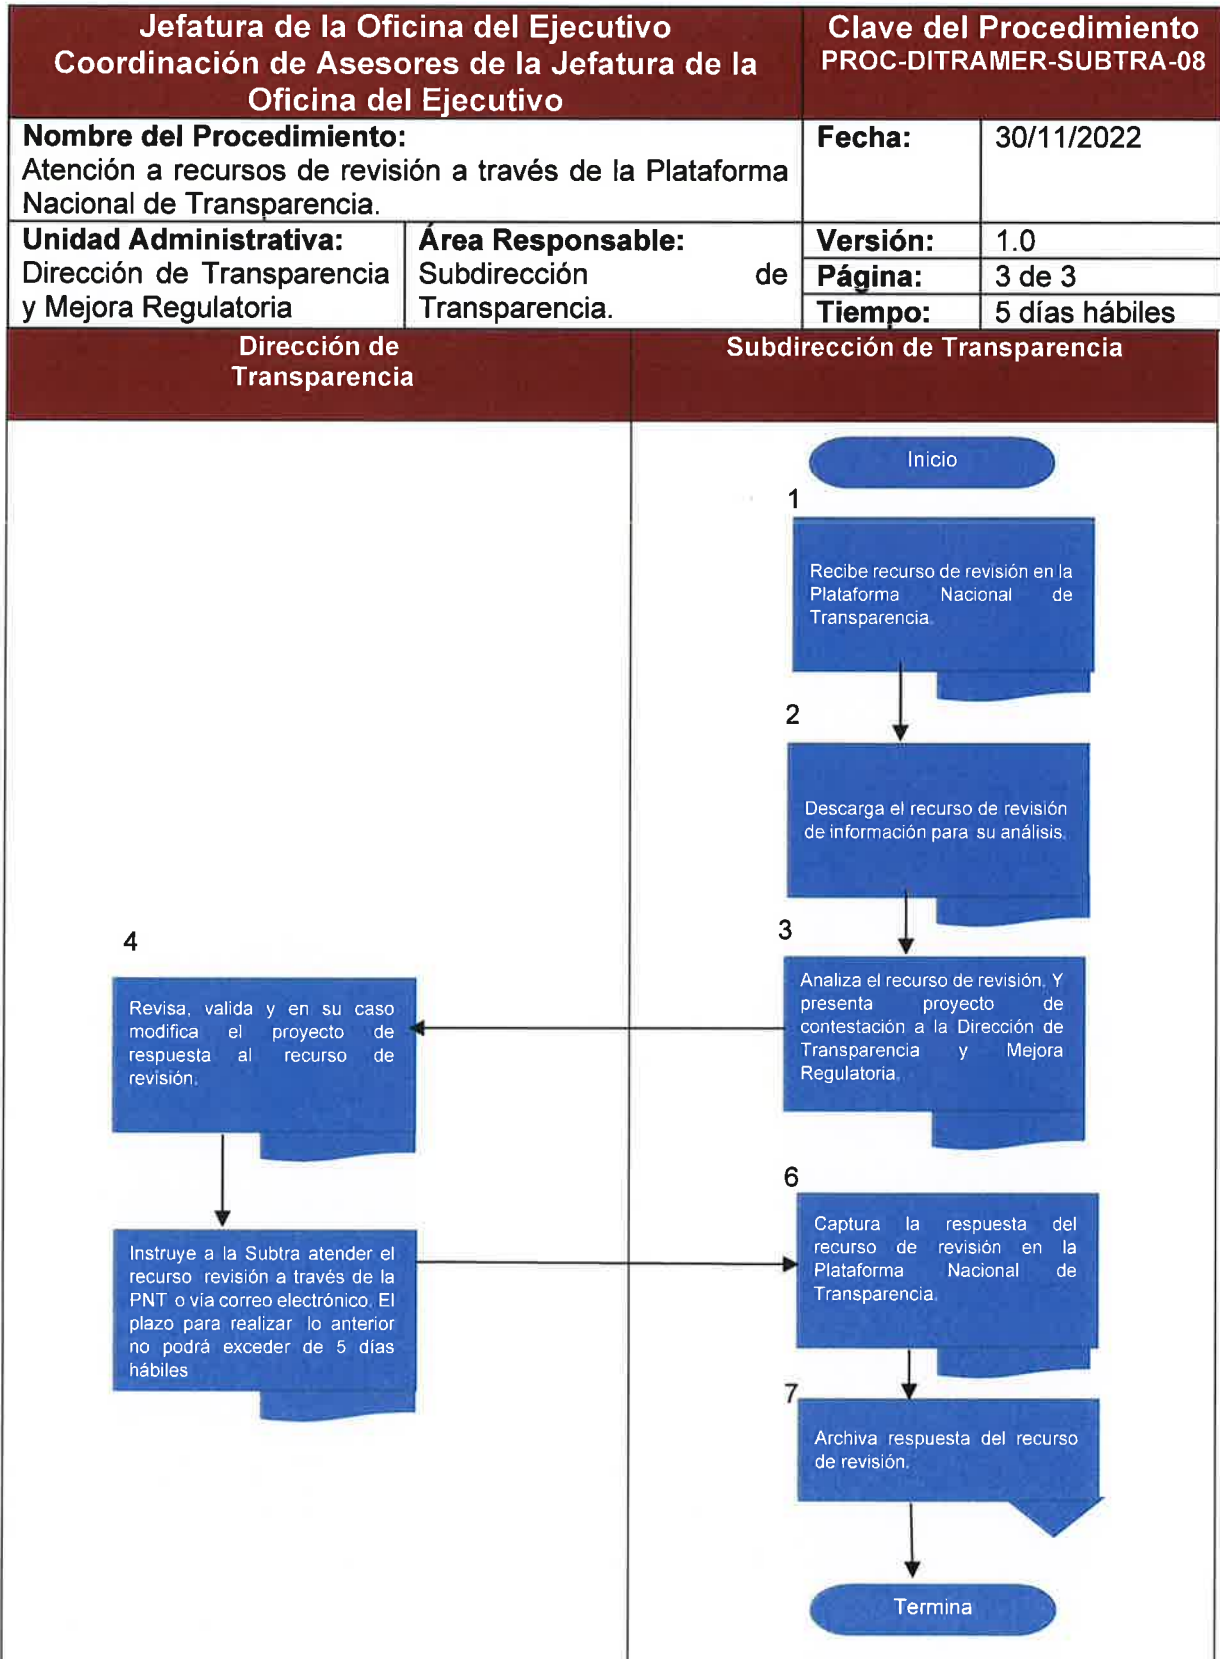 Jefatura de la Oficina del Ejecutivo
Coordinación de Asesores de la Jefatura de la
Oficina del Ejecutivo
Clave del Procedimiento
PROC-DITRAMER-SUBTRA-08
Nombre del Procedimiento:
Atención a recursos de revisión a través de la Plataforma
Nacional de Transparencia.
Fecha:
30/11/2022
Unidad Administrativa:
Dirección de Transparencia
y Mejora Regulatoria
Área Responsable:
Subdirección de
Transparencia.
Versión:
1.0
Página:
3 de 3
Tiempo:
5 días hábiles
Dirección de
Transparencia
Subdirección de Transparencia
Inicio
1
Recibe recurso de revisión en la
Plataforma Nacional de
Transparencia.
2
Descarga el recurso de revisión
de información para su análisis.
3
Analiza el recurso de revisión. Y
presenta proyecto de
contestación a la Dirección de
Transparencia y Mejora
Regulatoria.
4
Revisa, valida y en su caso
modifica el proyecto de
respuesta al recurso de
revisión.
Instruye a la Subtra atender el
recurso revisión a través de la
PNT o vía correo electrónico. El
plazo para realizar lo anterior
no podrá exceder de 5 días
hábiles
6
Captura la respuesta del
recurso de revisión en la
Plataforma Nacional de
Transparencia.
7
Archiva respuesta del recurso
de revisión.
Termina